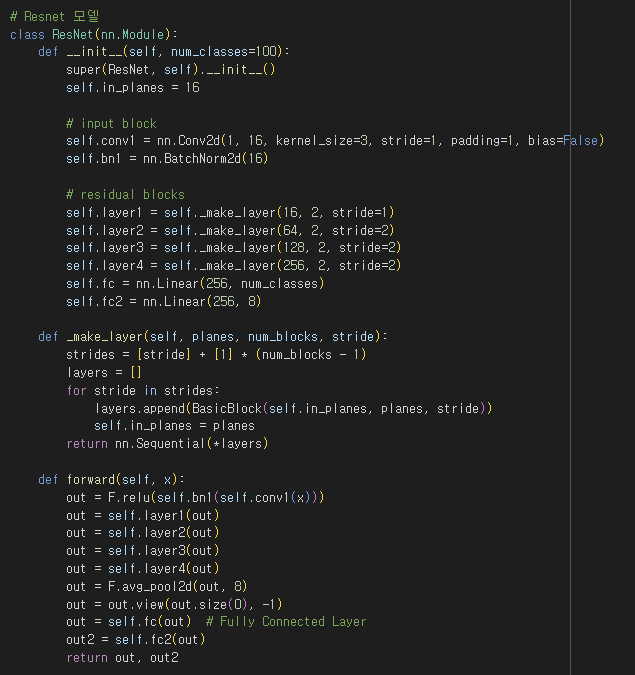 # Resnet 모델
class ResNet(nn.Module):
    def __init__(self, num_classes=100):
        super(ResNet, self).__init__()
        self.in_planes = 16

        # input block
        self.conv1 = nn.Conv2d(1, 16, kernel_size=3, stride=1, padding=1, bias=False)
        self.bn1 = nn.BatchNorm2d(16)

        # residual blocks
        self.layer1 = self._make_layer(16, 2, stride=1)
        self.layer2 = self._make_layer(64, 2, stride=2)
        self.layer3 = self._make_layer(128, 2, stride=2)
        self.layer4 = self._make_layer(256, 2, stride=2)
        self.fc = nn.Linear(256, num_classes)
        self.fc2 = nn.Linear(256, 8)

    def _make_layer(self, planes, num_blocks, stride):
        strides = [stride] + [1] * (num_blocks - 1)
        layers = []
        for stride in strides:
            layers.append(BasicBlock(self.in_planes, planes, stride))
            self.in_planes = planes
        return nn.Sequential(*layers)

    def forward(self, x):
        out = F.relu(self.bn1(self.conv1(x)))
        out = self.layer1(out)
        out = self.layer2(out)
        out = self.layer3(out)
        out = self.layer4(out)
        out = F.avg_pool2d(out, 8)
        out = out.view(out.size(0), -1)
        out = self.fc(out)  # Fully Connected Layer
        out2 = self.fc2(out)
        return out, out2